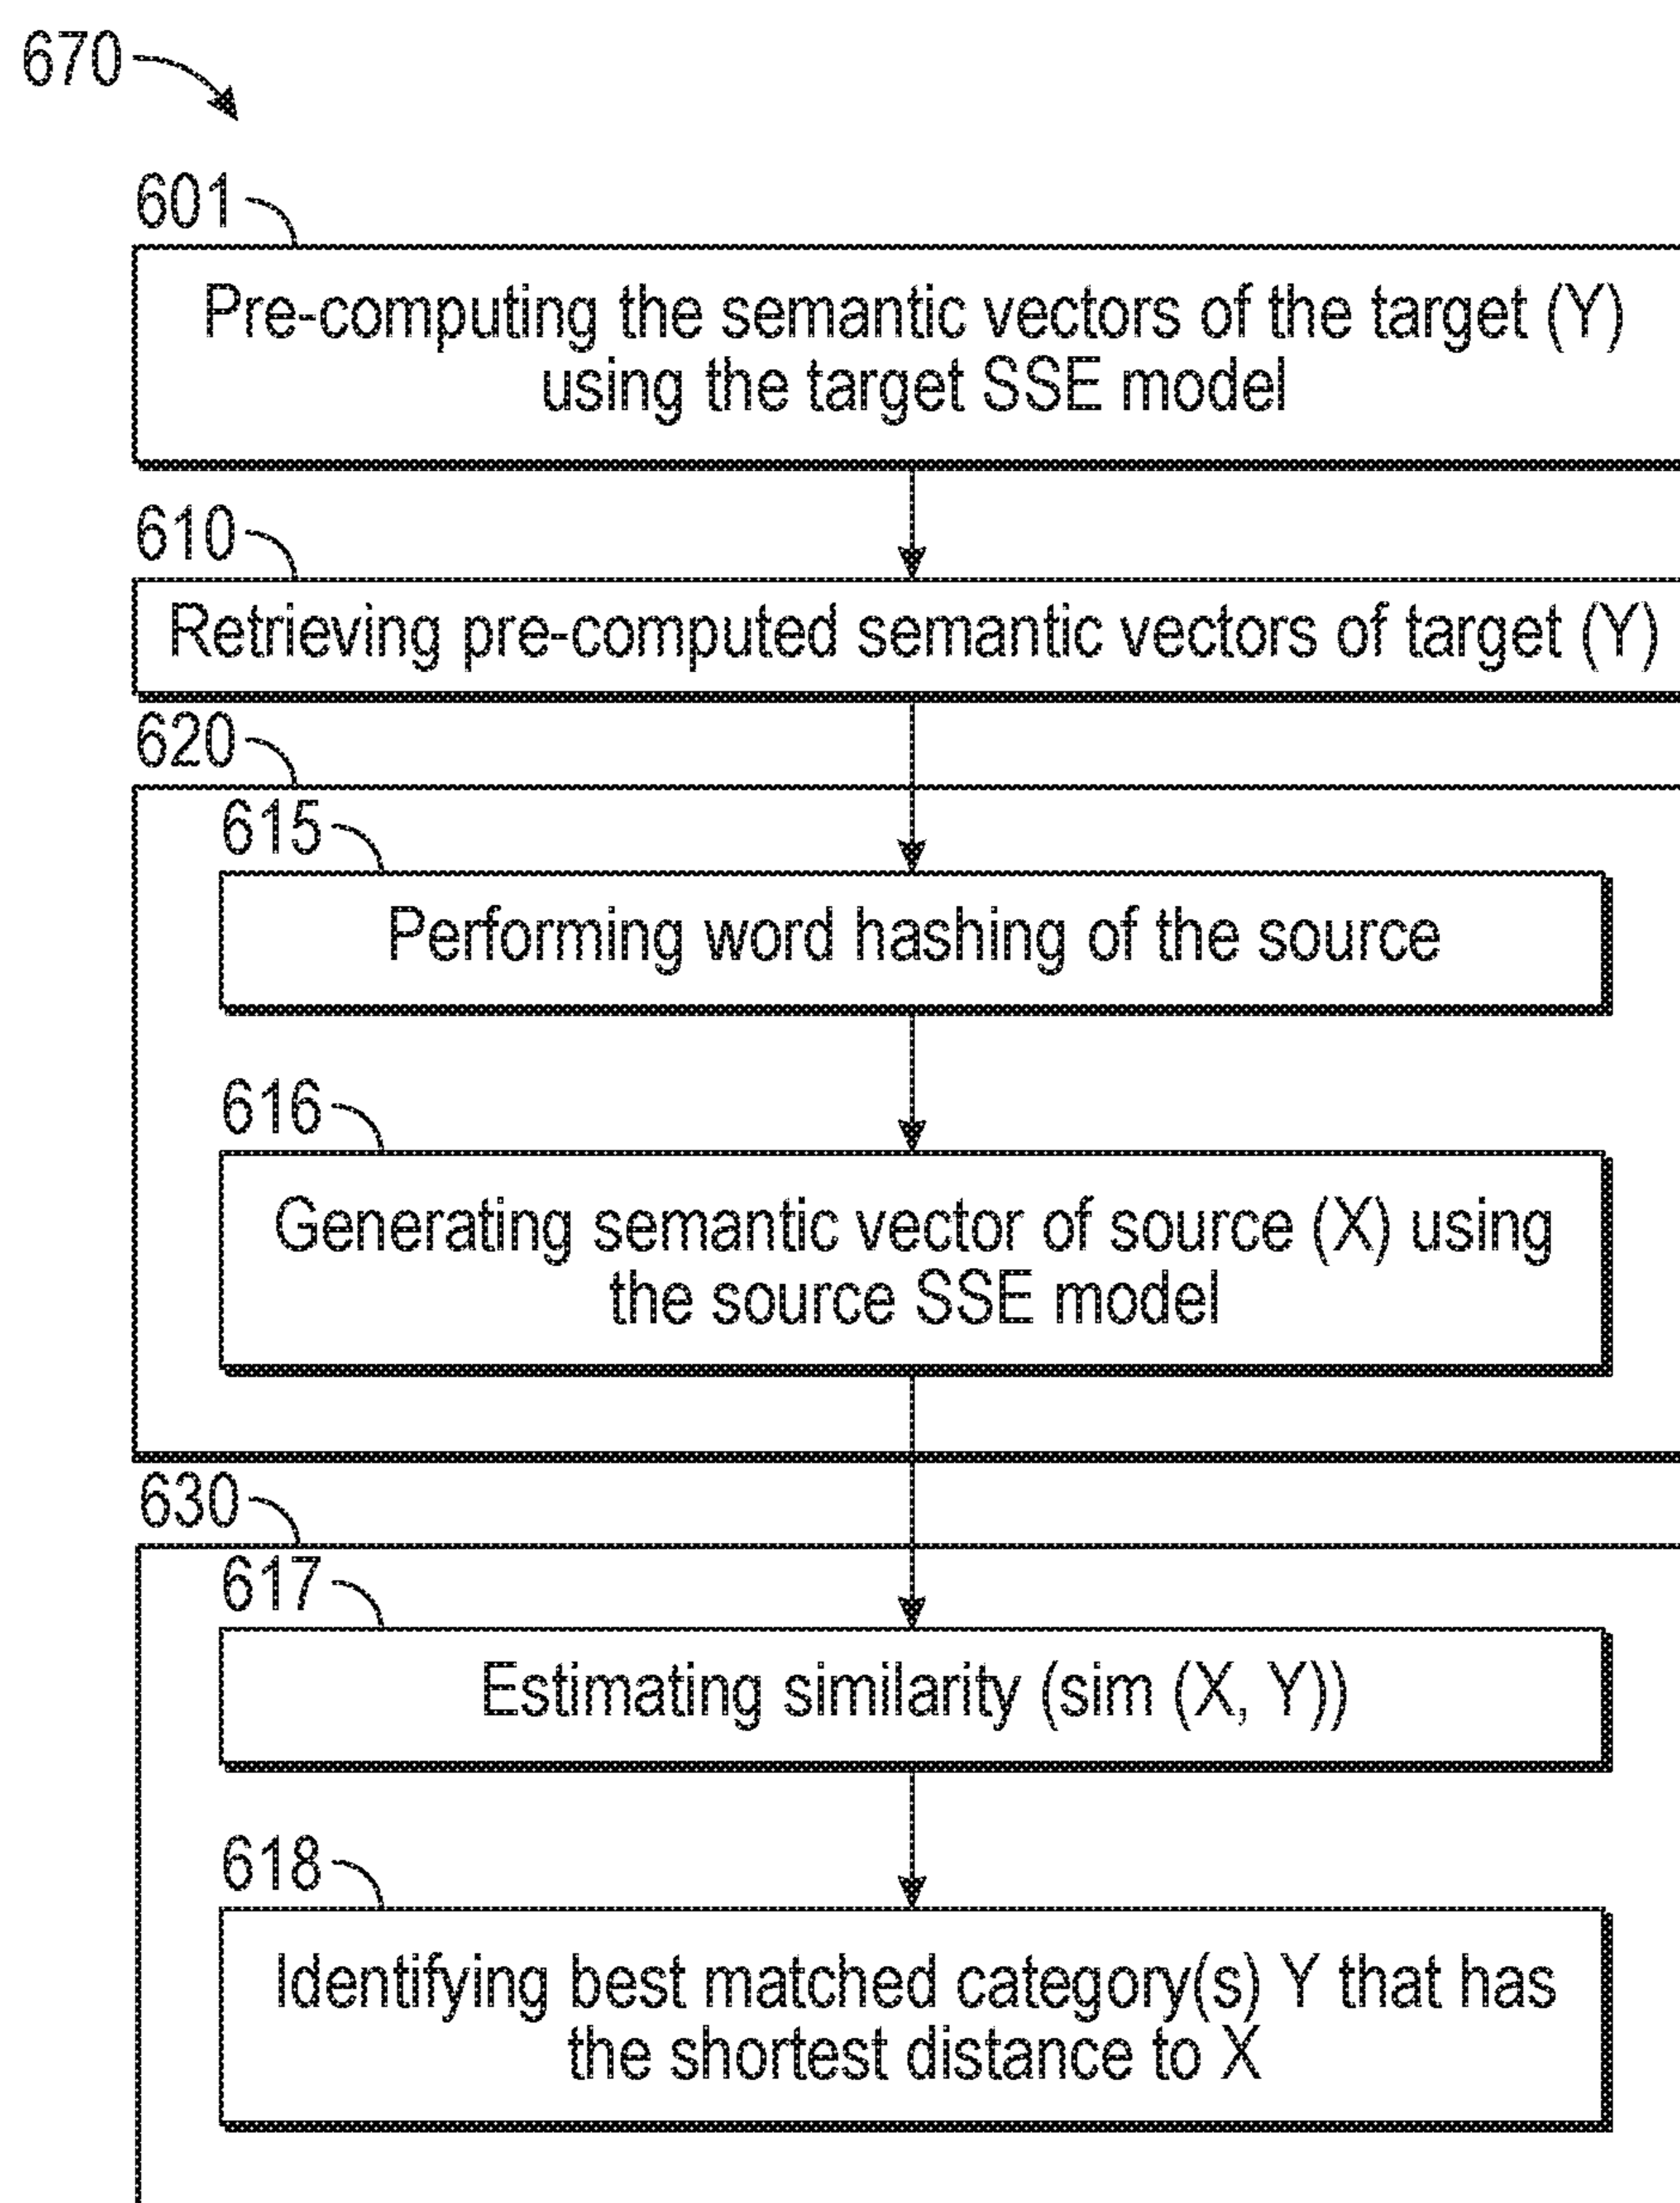 670
601
Pre-computing the semantic vectors of the target (Y)
using the target SSE model
610
Retrieving pre-computed semantic vectors of target (Y)
620
615
Performing word hashing of the source
616
Generating semantic vector of source (X) using
the source SSE model
630
617
Estimating similarity (sim (X, Y))
618
Identifying best matched category(s) Y that has
the shortest distance to X